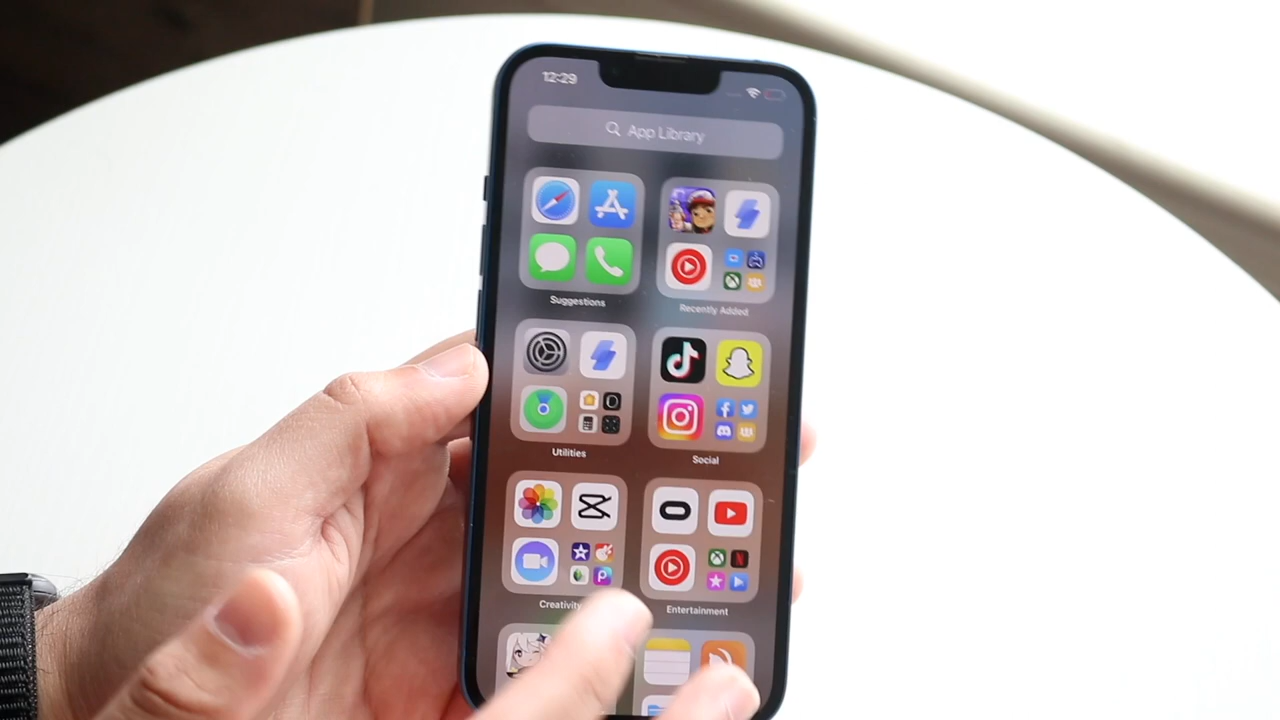 12:29
App Library
Suggestions
Recently Added
Utilities
Social
Creativity
Entertainment